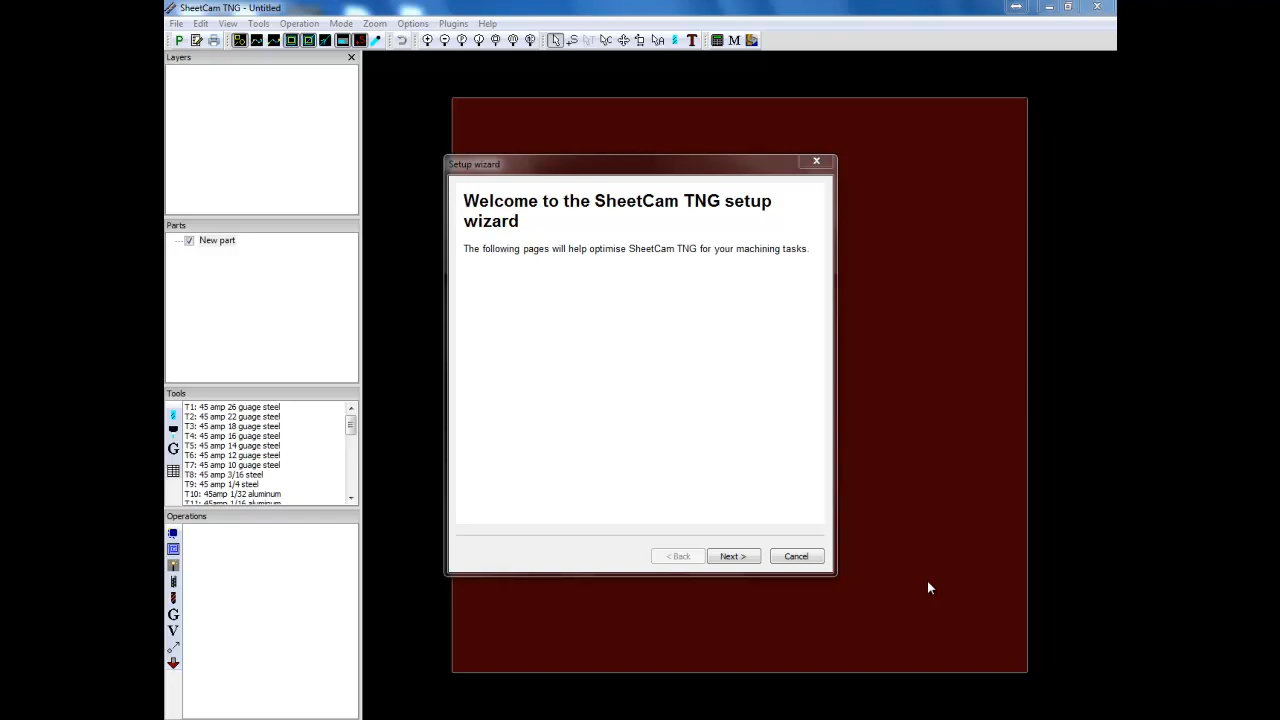 SheetCam TNG - Untitled
File Edit View Tools Operation Mode Zoom Options Plugins Help
P
M T
Layers
Parts
New part
Tools
T1: 45 amp 26 guage steel
T2: 45 amp 22 guage steel
T3: 45 amp 18 guage steel
T4: 45 amp 16 guage steel
T5: 45 amp 14 guage steel
T6: 45 amp 12 guage steel
T7: 45 amp 10 guage steel
T8: 45 amp 3/16 steel
T9: 45 amp 1/4 steel
T10: 45amp 1/32 aluminum
T11: 45amp 1/16 aluminum
G
Operations
G
V
Setup wizard
Welcome to the SheetCam TNG setup
wizard
The following pages will help optimise SheetCam TNG for your machining tasks.
< Back Next > Cancel